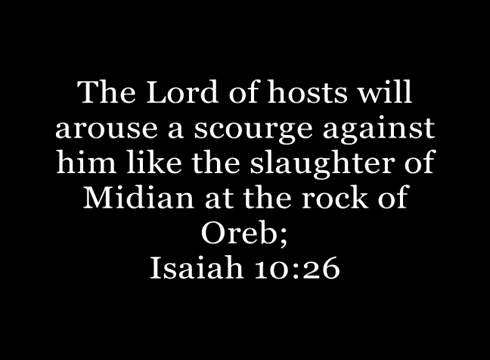 The Lord of hosts will
arouse a scourge against
him like the slaughter of
Midian at the rock of
Oreb;
Isaiah 10:26